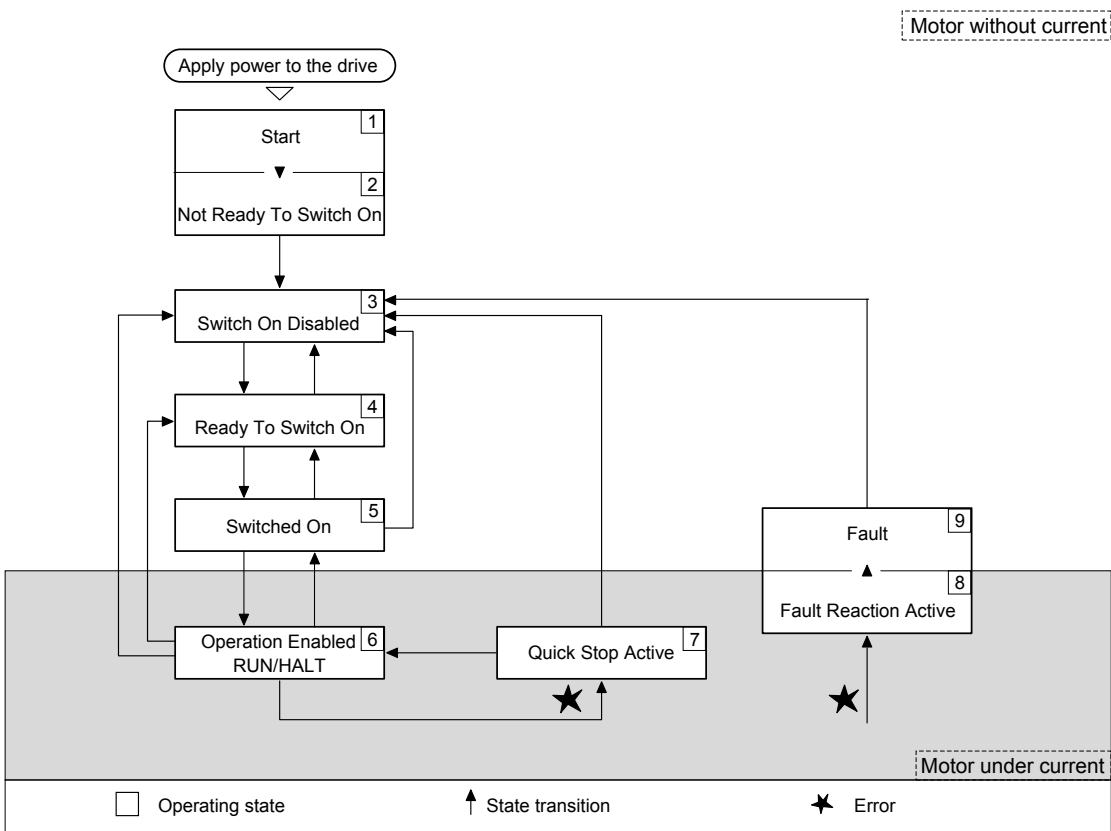 Motor without current
Apply power to the drive
1
Start
2
Not Ready To Switch On
3
Switch On Disabled
4
Ready To Switch On
5
Switched On
9
Fault
8
Fault Reaction Active
Operation Enabled 6
RUN/HALT
7
Quick Stop Active
Motor under current
Operating state
State transition
Error